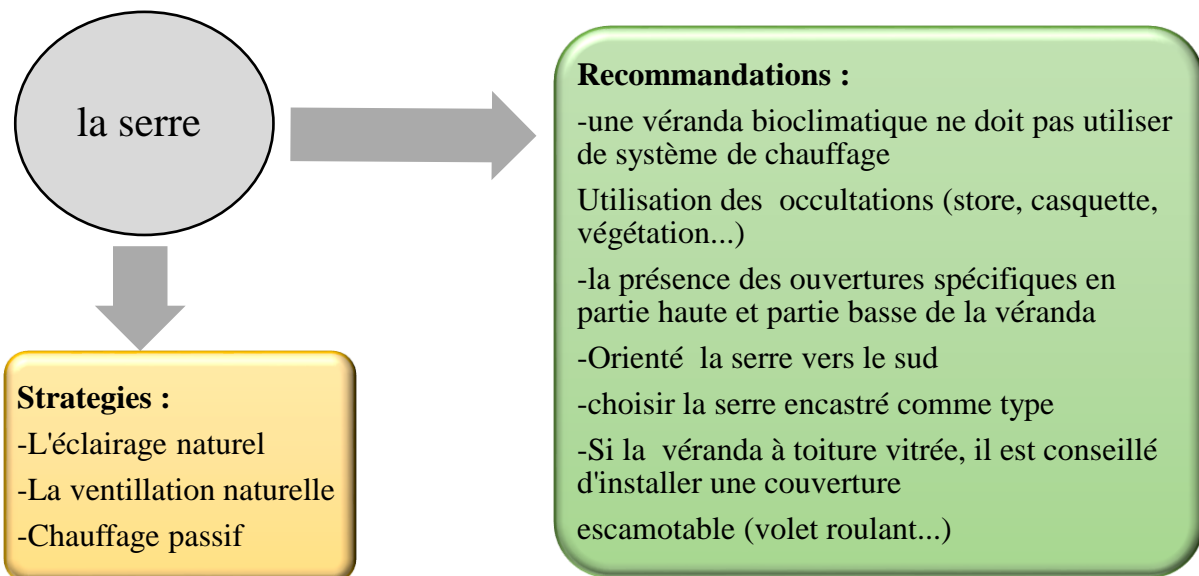 la serre
Recommandations :
-une véranda bioclimatique ne doit pas utiliser
de système de chauffage
Utilisation des occultations (store, casquette,
végétation...)
-la présence des ouvertures spécifiques en
partie haute et partie basse de la véranda
-Orienté la serre vers le sud
-choisir la serre encastré comme type
-Si la véranda à toiture vitrée, il est conseillé
d'installer une couverture
escamotable (volet roulant...)
Strategies :
-L'éclairage naturel
-La ventillation naturelle
-Chauffage passif